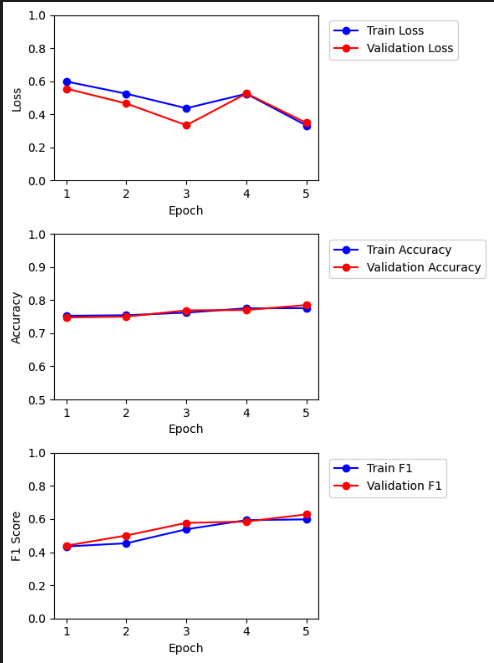 1.0
0.8
0.6
0.4
0.2
0.0
Loss
1 2 3 4 5
Epoch
Train Loss
Validation Loss
1.0
0.9
0.8
0.7
0.6
0.5
Accuracy
1 2 3 4 5
Epoch
Train Accuracy
Validation Accuracy
1.0
0.8
0.6
0.4
0.2
0.0
F1 Score
1 2 3 4 5
Epoch
Train F1
Validation F1